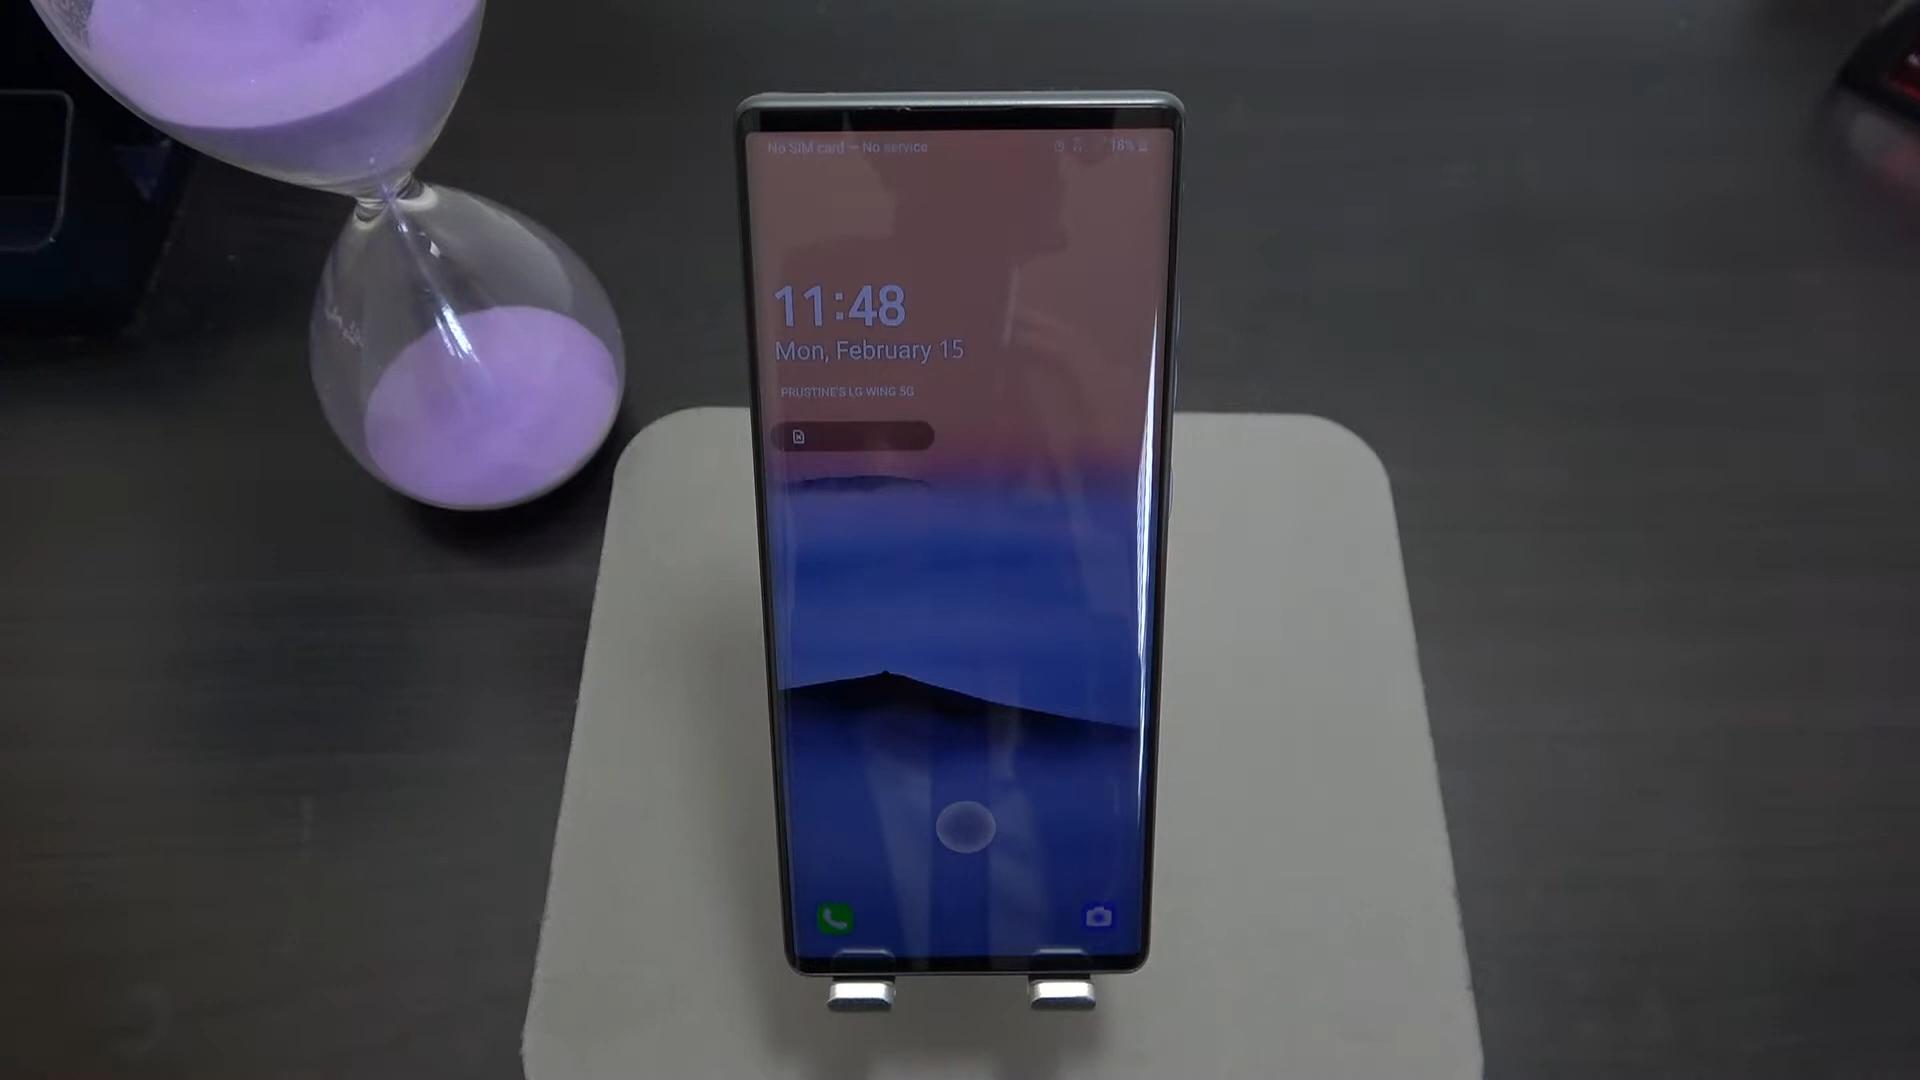 No SIM card — No service 18%
11:48
Mon, February 15
PRUSTINE'S LG WING 5G